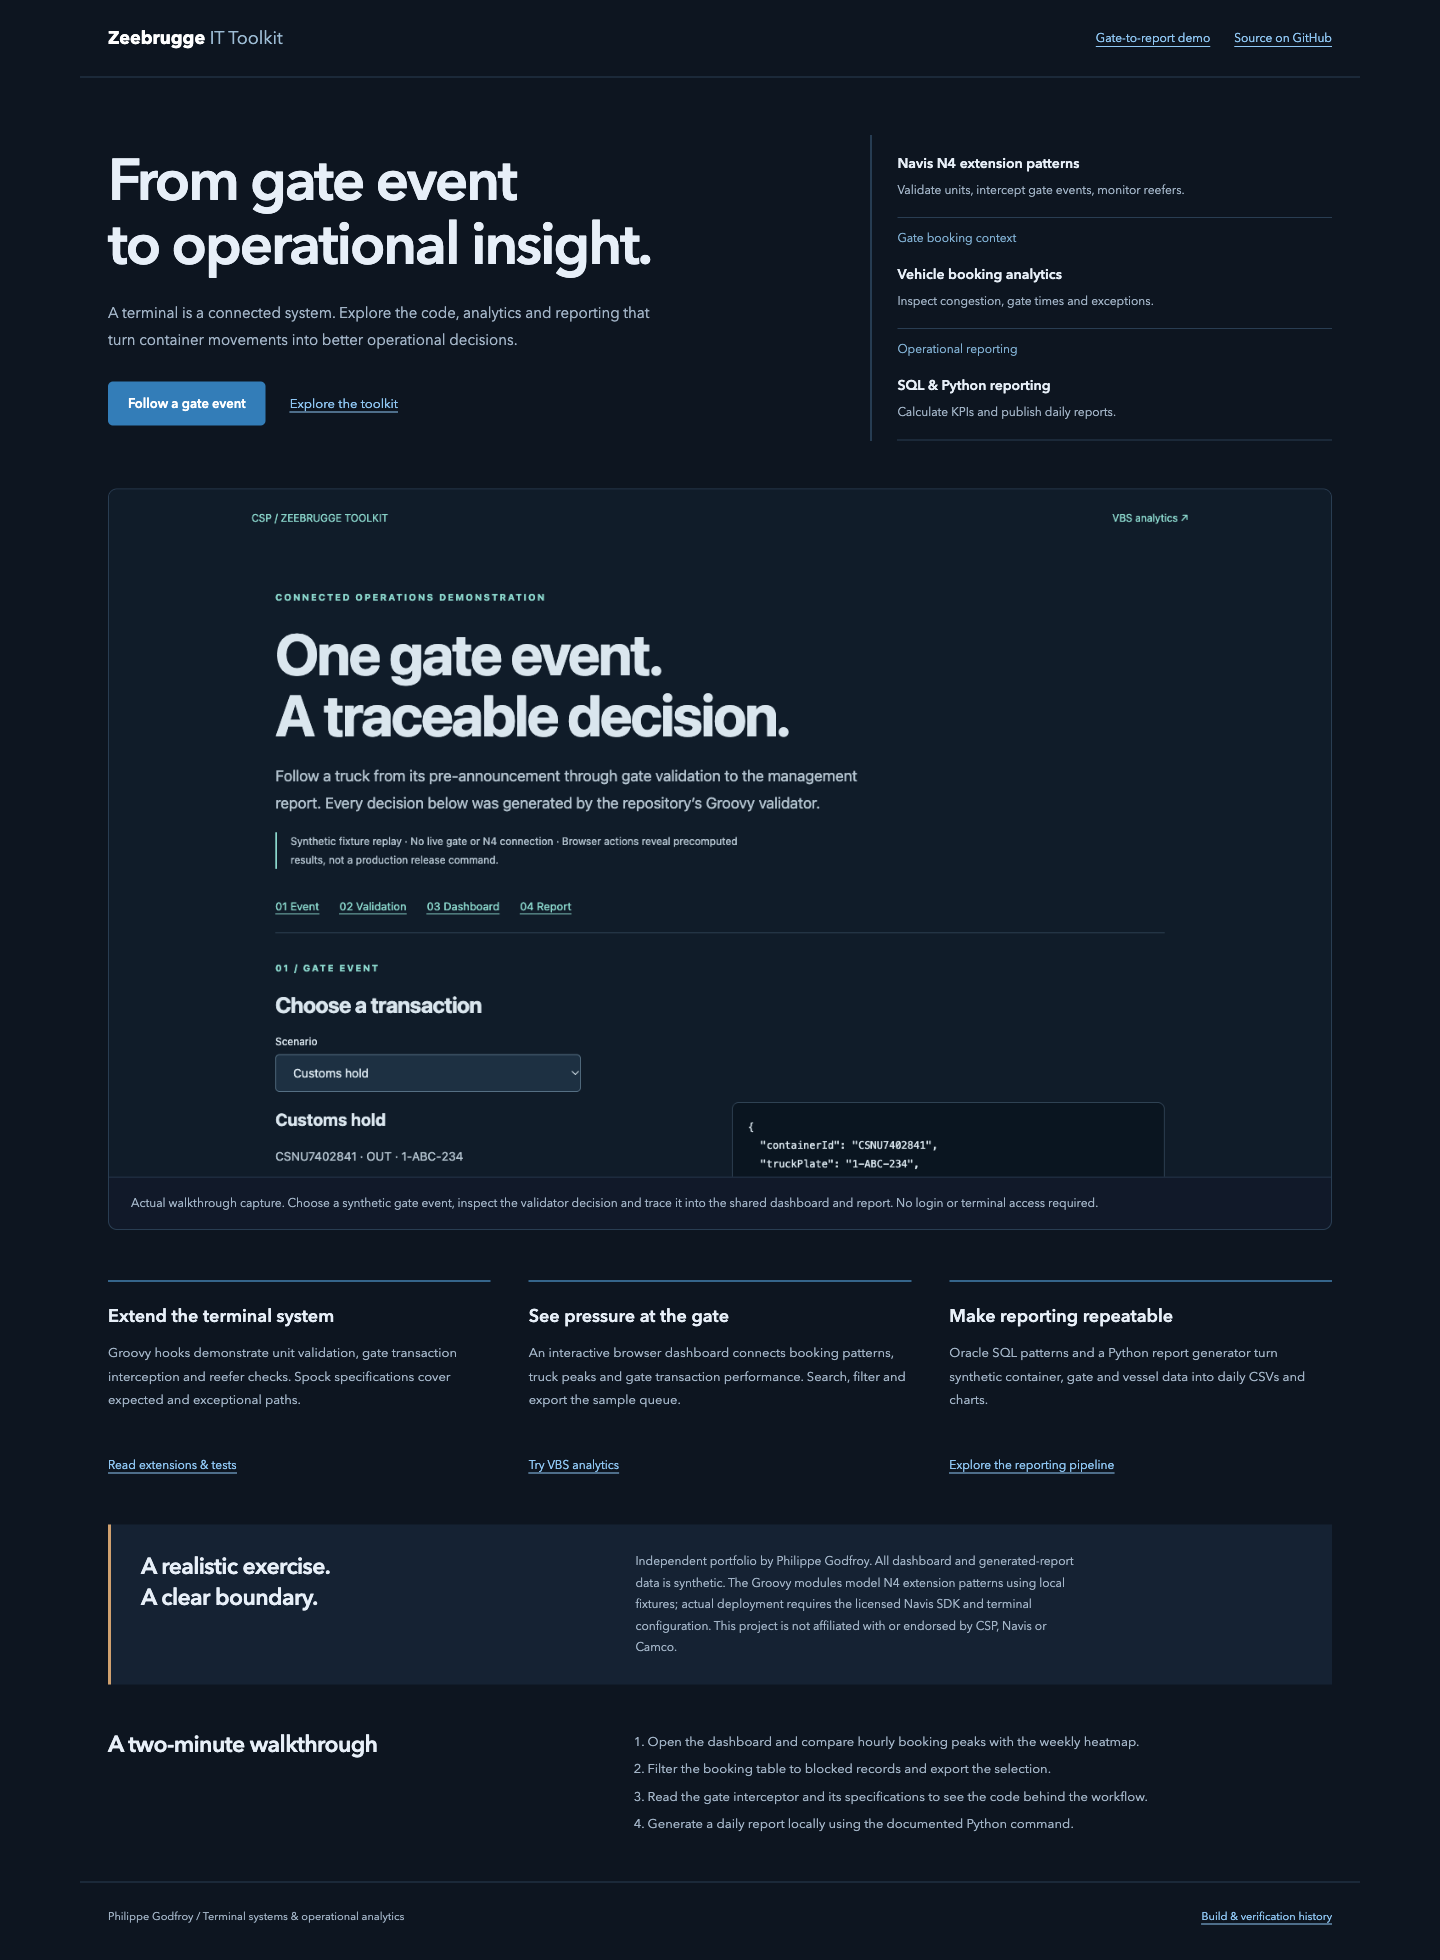 Zeebrugge IT Toolkit
Gate-to-report demo
Source on GitHub
From gate event
to operational insight.
A terminal is a connected system. Explore the code, analytics and reporting that
turn container movements into better operational decisions.
Follow a gate event
Explore the toolkit
Navis N4 extension patterns
Validate units, intercept gate events, monitor reefers.
Gate booking context
Vehicle booking analytics
Inspect congestion, gate times and exceptions.
Operational reporting
SQL & Python reporting
Calculate KPIs and publish daily reports.
CSP / ZEEBRUGGE TOOLKIT
VBS analytics ↗
CONNECTED OPERATIONS DEMONSTRATION
One gate event.
A traceable decision.
Follow a truck from its pre-announcement through gate validation to the management
report. Every decision below was generated by the repository’s Groovy validator.
Synthetic fixture replay · No live gate or N4 connection · Browser actions reveal precomputed
results, not a production release command.
01 Event
02 Validation
03 Dashboard
04 Report
01 / GATE EVENT
Choose a transaction
Scenario
Customs hold
Customs hold
CSNU7402841 · OUT · 1-ABC-234
{
"containerId": "CSNU7402841",
"truckPlate": "1-ABC-234",
Actual walkthrough capture. Choose a synthetic gate event, inspect the validator decision and trace it into the shared dashboard and report. No login or terminal access required.
Extend the terminal system
Groovy hooks demonstrate unit validation, gate transaction
interception and reefer checks. Spock specifications cover
expected and exceptional paths.
Read extensions & tests
See pressure at the gate
An interactive browser dashboard connects booking patterns,
truck peaks and gate transaction performance. Search, filter and
export the sample queue.
Try VBS analytics
Make reporting repeatable
Oracle SQL patterns and a Python report generator turn
synthetic container, gate and vessel data into daily CSVs and
charts.
Explore the reporting pipeline
A realistic exercise.
A clear boundary.
Independent portfolio by Philippe Godfroy. All dashboard and generated-report
data is synthetic. The Groovy modules model N4 extension patterns using local
fixtures; actual deployment requires the licensed Navis SDK and terminal
configuration. This project is not affiliated with or endorsed by CSP, Navis or
Camco.
A two-minute walkthrough
1. Open the dashboard and compare hourly booking peaks with the weekly heatmap.
2. Filter the booking table to blocked records and export the selection.
3. Read the gate interceptor and its specifications to see the code behind the workflow.
4. Generate a daily report locally using the documented Python command.
Philippe Godfroy / Terminal systems & operational analytics
Build & verification history